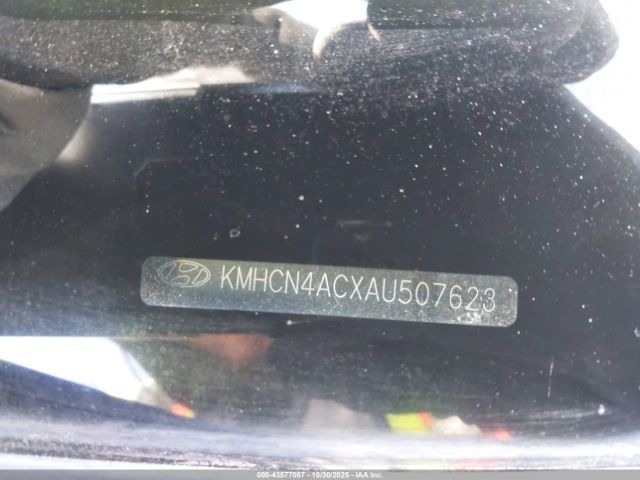 KMHCN4ACXAU507623
000-43577087 - 10/30/2025 - IAA Inc.